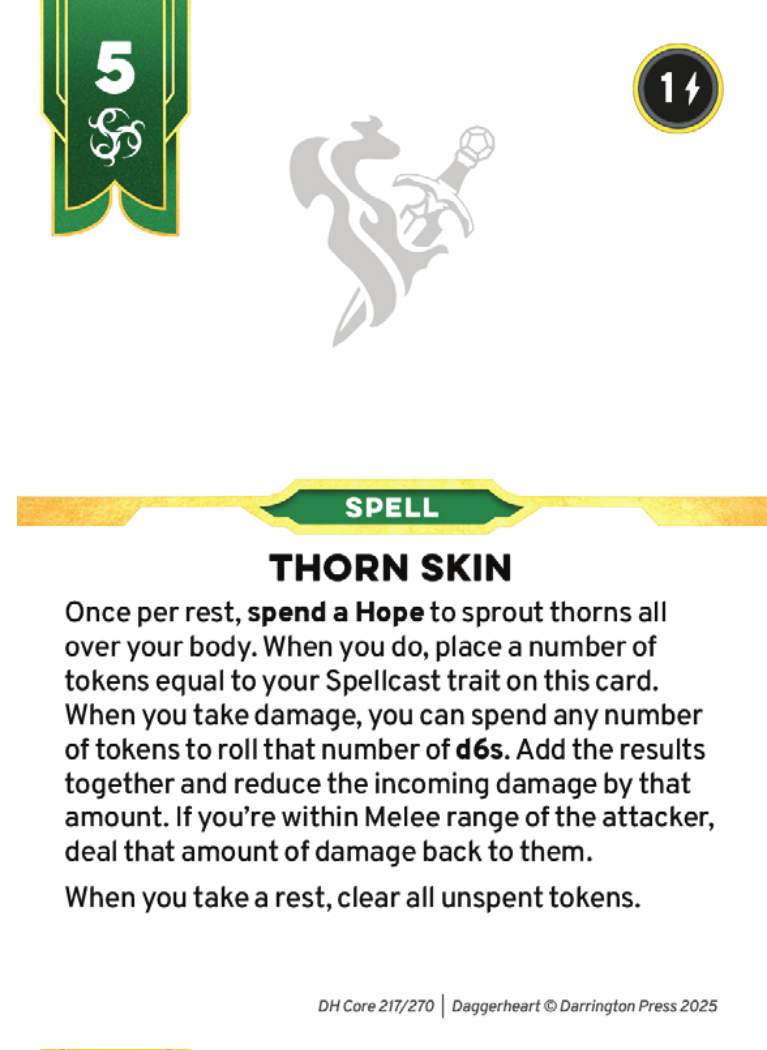 5
1
SPELL
THORN SKIN
Once per rest, spend a Hope to sprout thorns all
over your body. When you do, place a number of
tokens equal to your Spellcast trait on this card.
When you take damage, you can spend any number
of tokens to roll that number of d6s. Add the results
together and reduce the incoming damage by that
amount. If you’re within Melee range of the attacker,
deal that amount of damage back to them.
When you take a rest, clear all unspent tokens.
DH Core 217/270 | Daggerheart © Darrington Press 2025